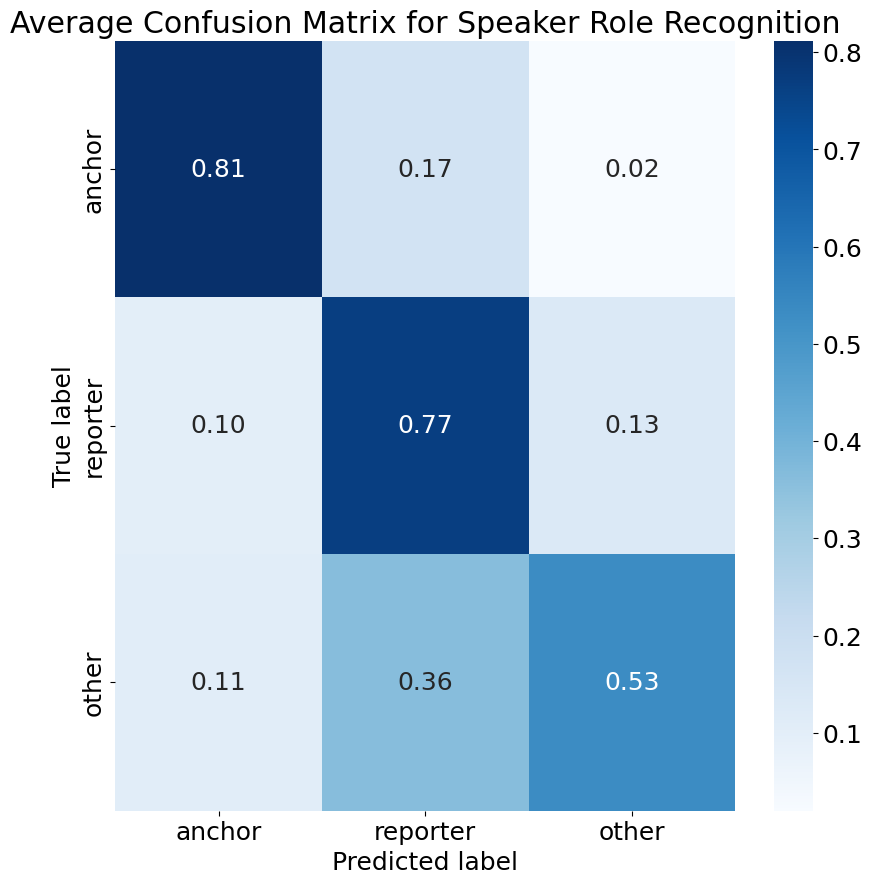 Average Confusion Matrix for Speaker Role Recognition
anchor
reporter
other
True label
0.81 0.17 0.02
0.10 0.77 0.13
0.11 0.36 0.53
anchor reporter other
Predicted label
0.8
0.7
0.6
0.5
0.4
0.3
0.2
0.1